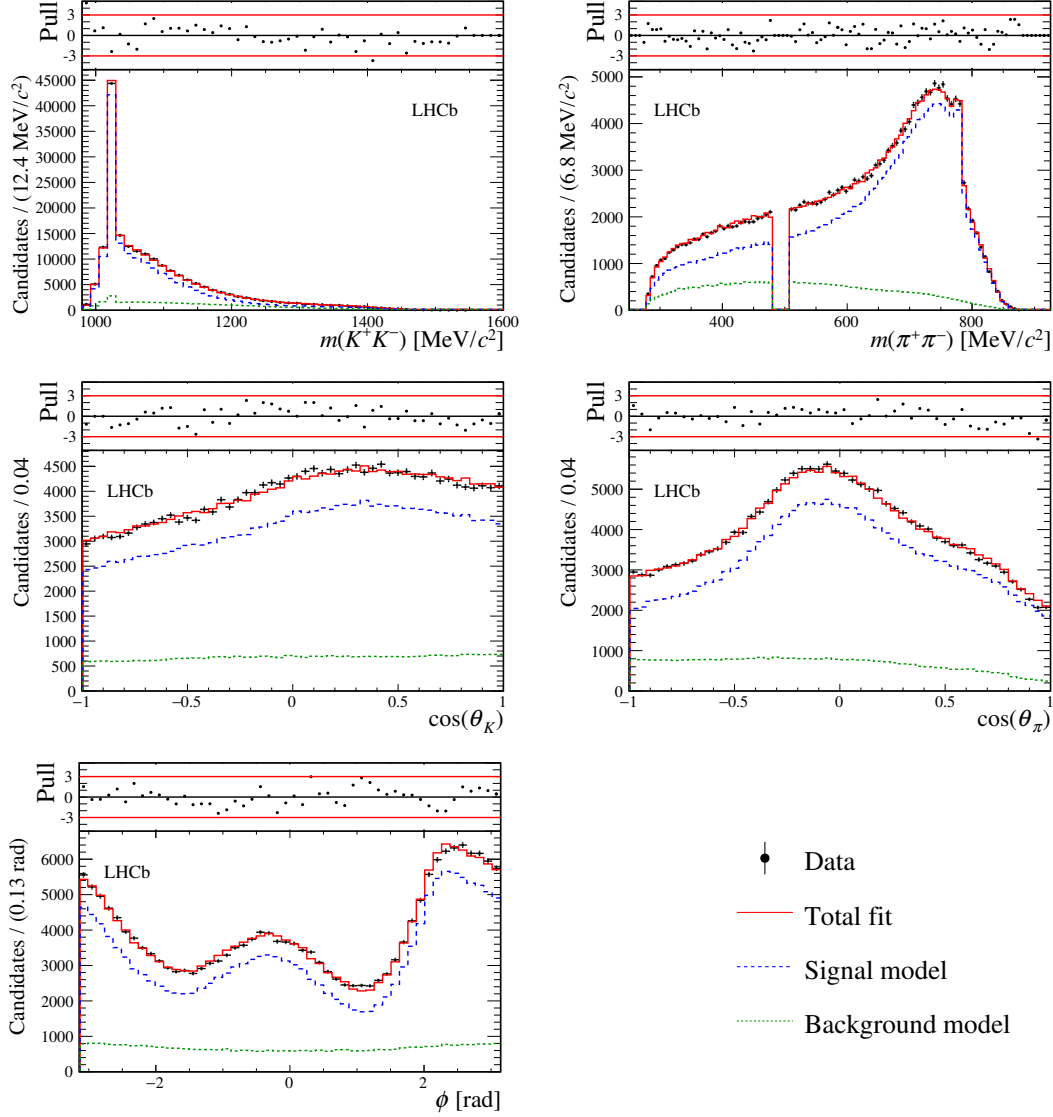 Pull
3
0
−3
Candidates / (12.4 MeV/c²)
45000
40000
35000
30000
25000
20000
15000
10000
5000
0
LHCb
1000 1200 1400 1600
m(K⁺K⁻) [MeV/c²]
Pull
3
0
−3
Candidates / (6.8 MeV/c²)
5000
4000
3000
2000
1000
0
LHCb
400 600 800
m(π⁺π⁻) [MeV/c²]
Pull
3
0
−3
Candidates / 0.04
4500
4000
3500
3000
2500
2000
1500
1000
500
0
LHCb
−1 −0.5 0 0.5 1
cos(θ_K)
Pull
3
0
−3
Candidates / 0.04
5000
4000
3000
2000
1000
0
LHCb
−1 −0.5 0 0.5 1
cos(θ_π)
Pull
3
0
−3
Candidates / (0.13 rad)
6000
5000
4000
3000
2000
1000
0
LHCb
−2 0 2
ϕ [rad]
Data
Total fit
Signal model
Background model